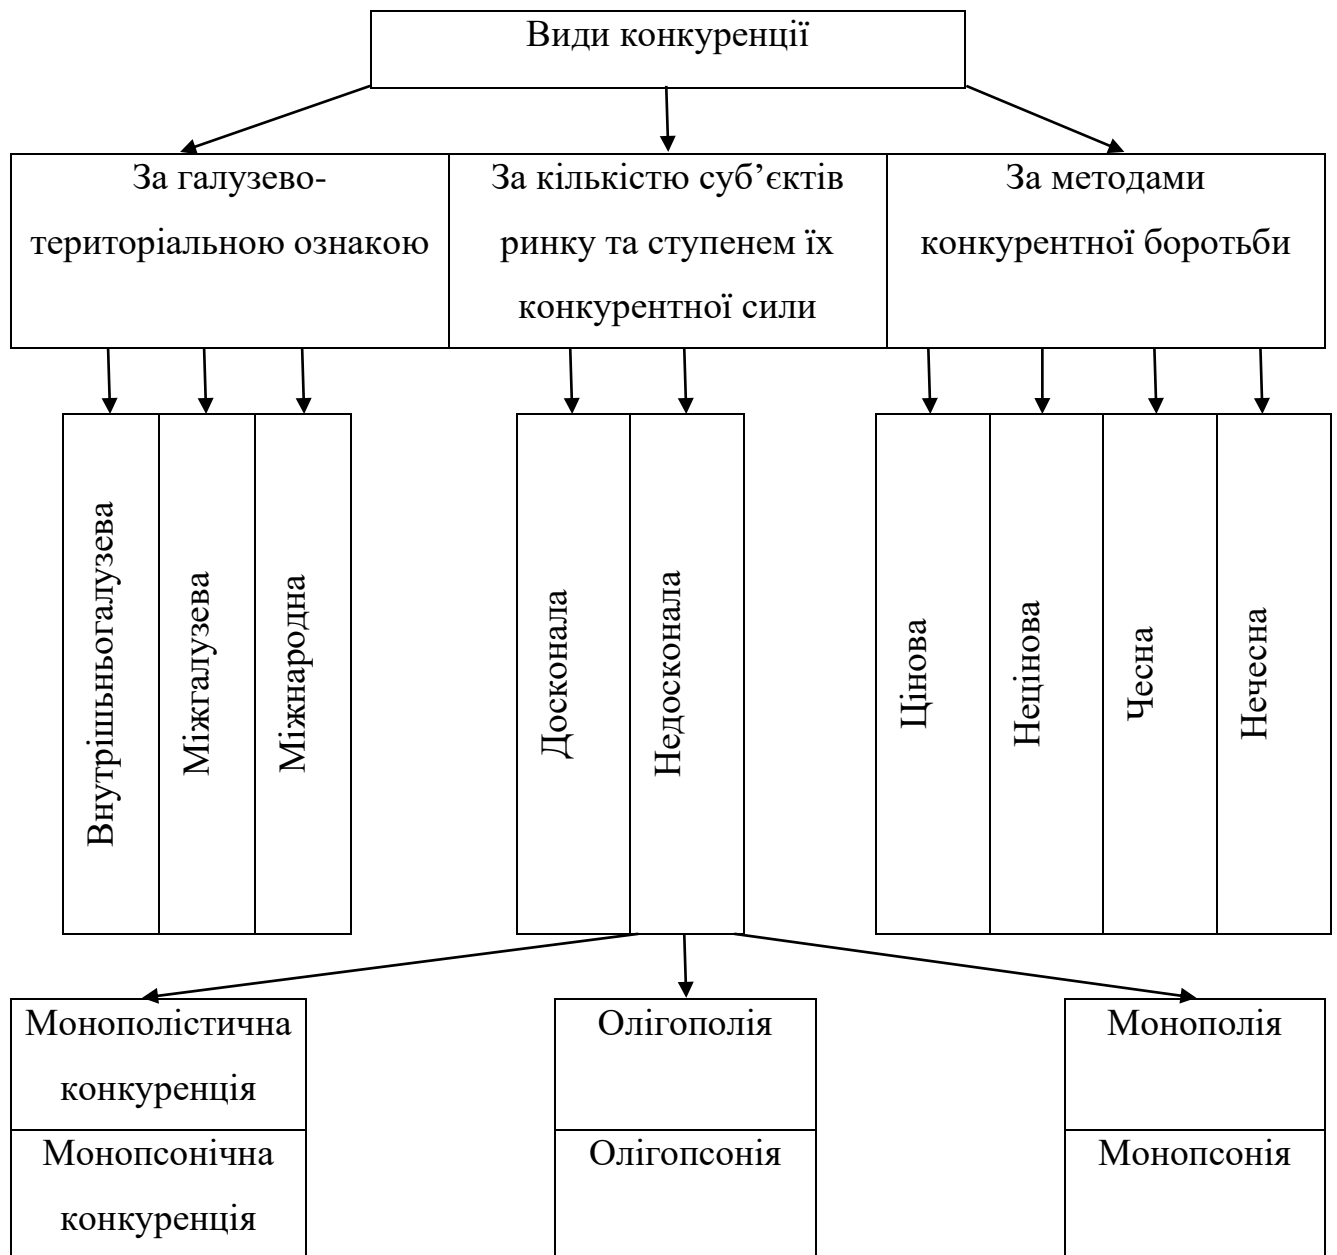 Види конкуренції
За галузево-
територіальною ознакою
За кількістю суб’єктів
ринку та ступенем їх
конкурентної сили
За методами
конкурентної боротьби
Внутрішньогалузева
Міжгалузева
Міжнародна
Досконала
Недосконала
Цінова
Нецінова
Чесна
Нечесна
Монополістична
конкуренція
Монопсонічна
конкуренція
Олігополія
Олігопсонія
Монополія
Монопсонія